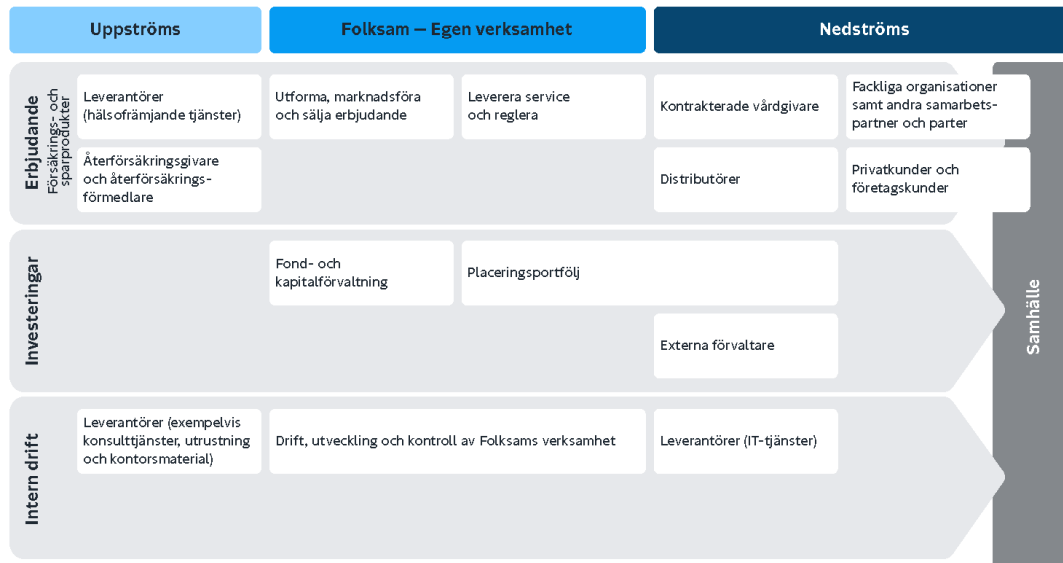 Uppströms
Folksam – Egen verksamhet
Nedströms
Erbjudande
Försäkrings- och
sparprodukter
Leverantörer
(hälsofrämjande tjänster)
Utforma, marknadsföra
och sälja erbjudande
Leverera service
och reglera
Kontrakterade vårdgivare
Fackliga organisationer
samt andra samarbets-
partner och parter
Återförsäkringsgivare
och återförsäkrings-
förmedlare
Distributörer
Privatkunder och
företagskunder
Investeringar
Fond- och
kapitalförvaltning
Placeringsportfölj
Externa förvaltare
Samhälle
Intern drift
Leverantörer (exempelvis
konsulttjänster, utrustning
och kontorsmaterial)
Drift, utveckling och kontroll av Folksams verksamhet
Leverantörer (IT-tjänster)